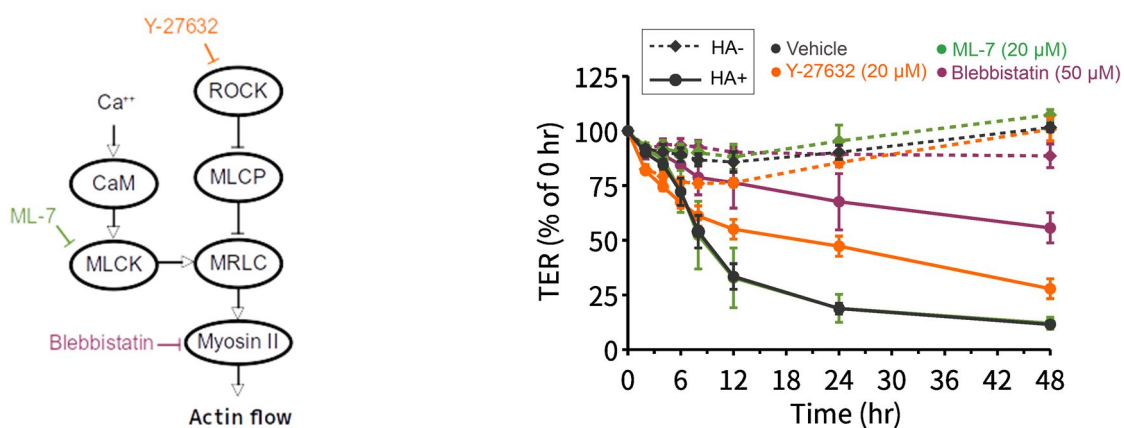 Y-27632
ROCK
Ca++
CaM
MLCP
ML-7
MLCK
MRLC
Blebbistatin
Myosin II
Actin flow
HA-
HA+
Vehicle
ML-7 (20 µM)
Y-27632 (20 µM)
Blebbistatin (50 µM)
TER (% of 0 hr)
125
100
75
50
25
0
0 6 12 18 24 30 36 42 48
Time (hr)